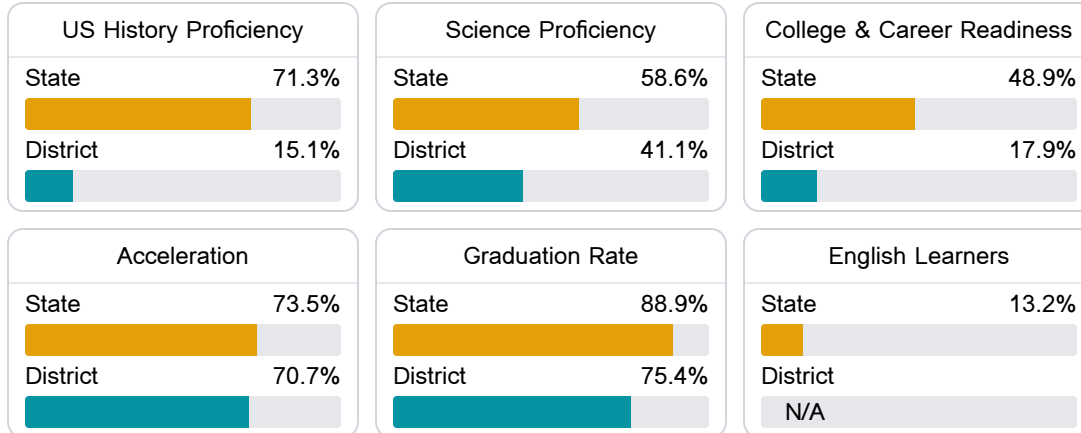 US History Proficiency
State 71.3%
District 15.1%
Science Proficiency
State 58.6%
District 41.1%
College & Career Readiness
State 48.9%
District 17.9%
Acceleration
State 73.5%
District 70.7%
Graduation Rate
State 88.9%
District 75.4%
English Learners
State 13.2%
District
N/A